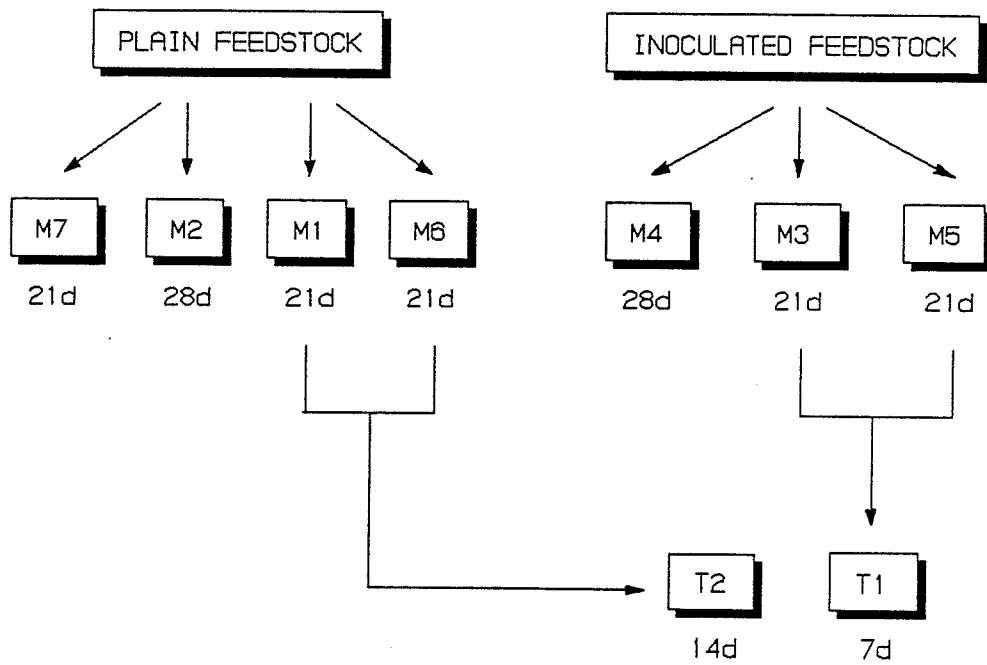 PLAIN FEEDSTOCK
INOCULATED FEEDSTOCK
M7
M2
M1
M6
M4
M3
M5
21d
28d
21d
21d
28d
21d
21d
T2
T1
14d
7d